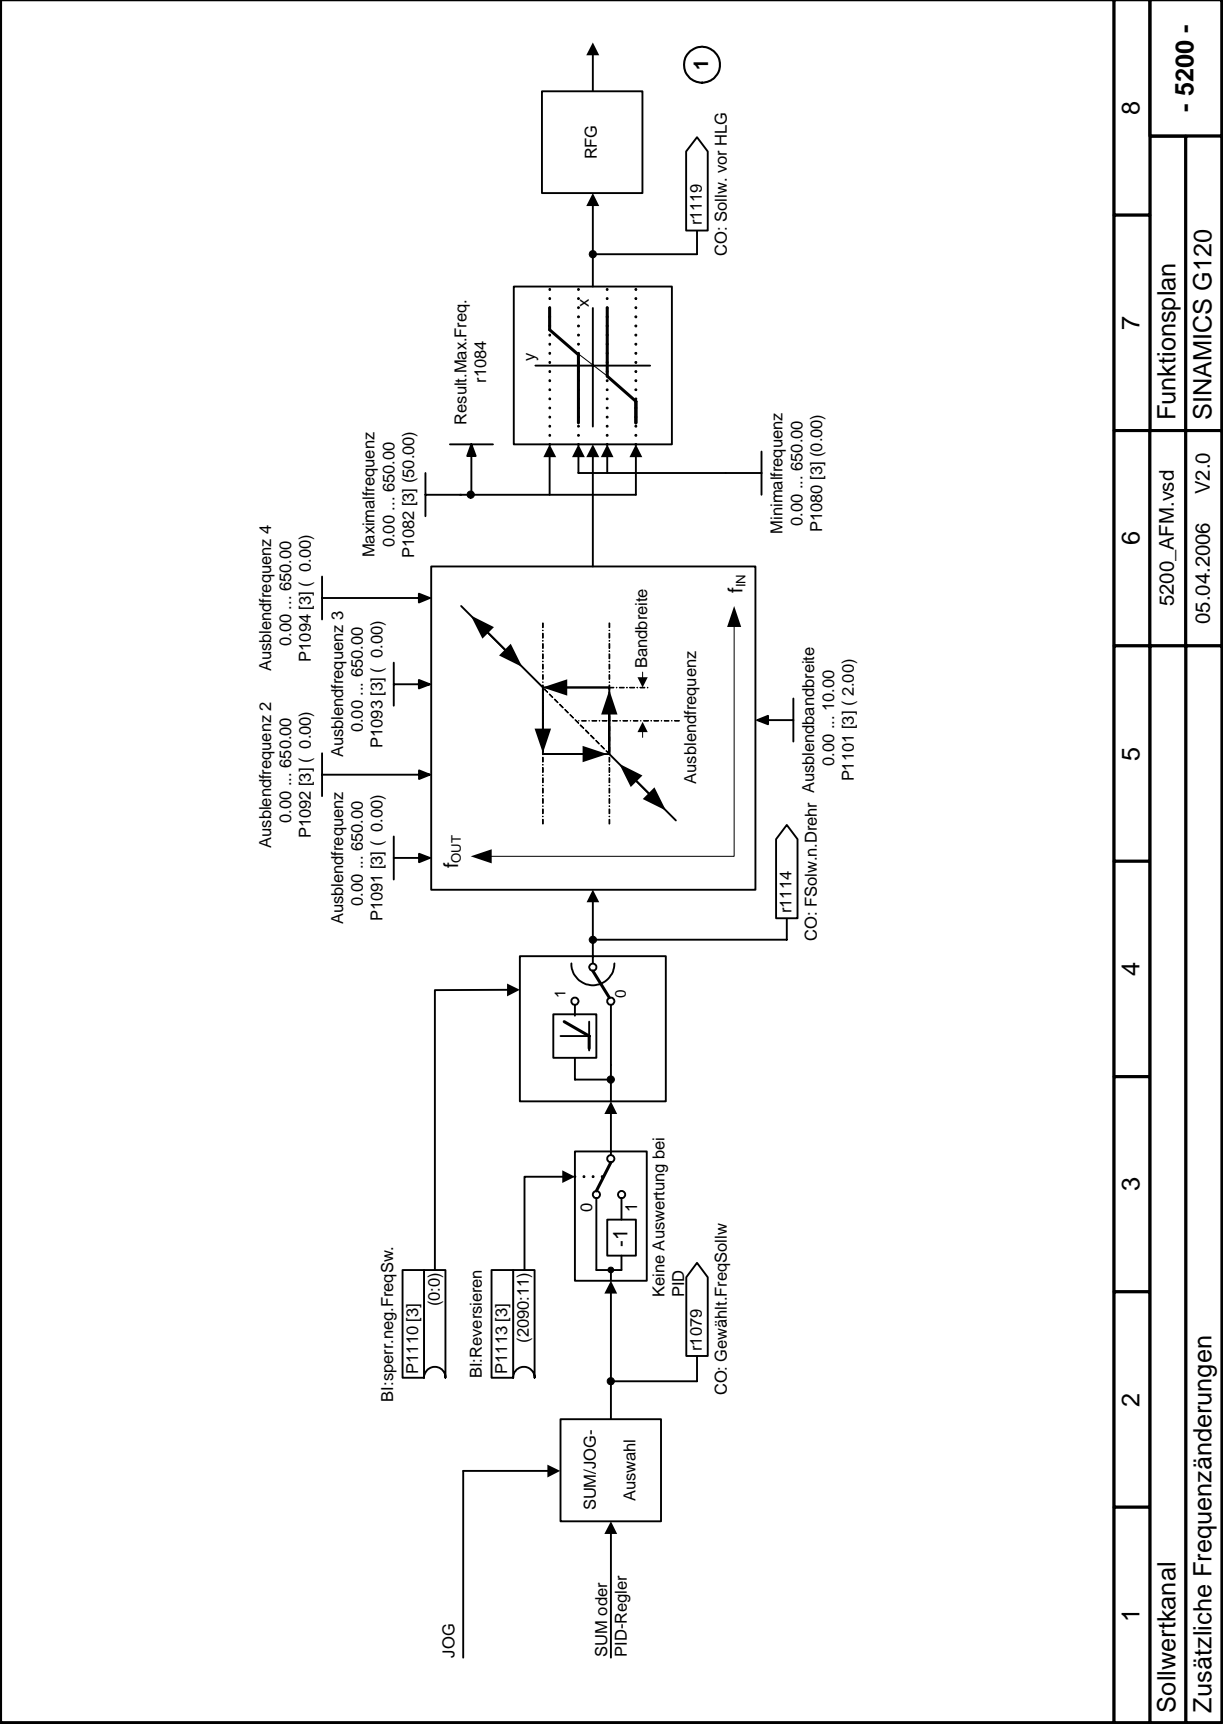 JOG
SUM oder
PID-Regler
SUM/JOG-
Auswahl
BI:sperr.neg.FreqSw.
P1110 [3]
(0:0)
BI:Reversieren
P1113 [3]
(2090:11)
r1079
CO: Gewählt.FreqSollw
0
1
-1
Keine Auswertung bei
PID
1
0
r1114
CO: FSolw.n.Drehr
Ausblendfrequenz
0.00 ... 650.00
P1091 [3] ( 0.00)
Ausblendfrequenz 2
0.00 ... 650.00
P1092 [3] ( 0.00)
Ausblendfrequenz 3
0.00 ... 650.00
P1093 [3] ( 0.00)
Ausblendfrequenz 4
0.00 ... 650.00
P1094 [3] ( 0.00)
fOUT
fIN
Bandbreite
Ausblendfrequenz
Ausblendbandbreite
0.00 ... 10.00
P1101 [3] ( 2.00)
Maximalfrequenz
0.00 ... 650.00
P1082 [3] (50.00)
Result.Max.Freq.
r1084
Minimalfrequenz
0.00 ... 650.00
P1080 [3] (0.00)
y
x
r1119
CO: Sollw. vor HLG
RFG
1
1 2 3 4 5 6 7 8
Sollwertkanal
5200_AFM.vsd
Funktionsplan
- 5200 -
Zusätzliche Frequenzänderungen
05.04.2006 V2.0
SINAMICS G120